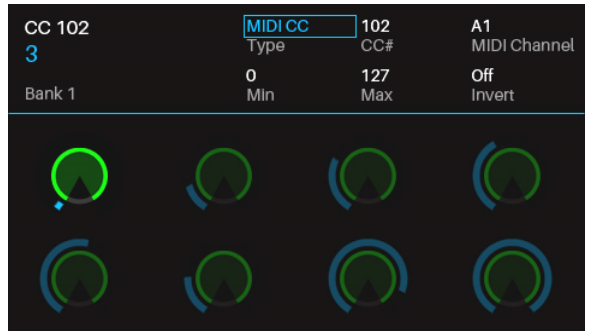 CC 102
3
Bank 1
MIDI CC 102 A1
Type CC# MIDI Channel
0 127 Off
Min Max Invert